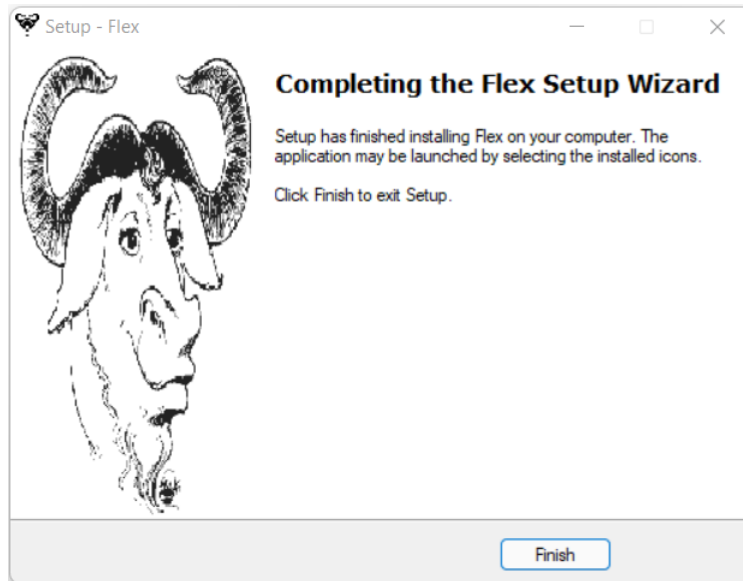 Setup - Flex
Completing the Flex Setup Wizard
Setup has finished installing Flex on your computer. The
application may be launched by selecting the installed icons.
Click Finish to exit Setup.
Finish